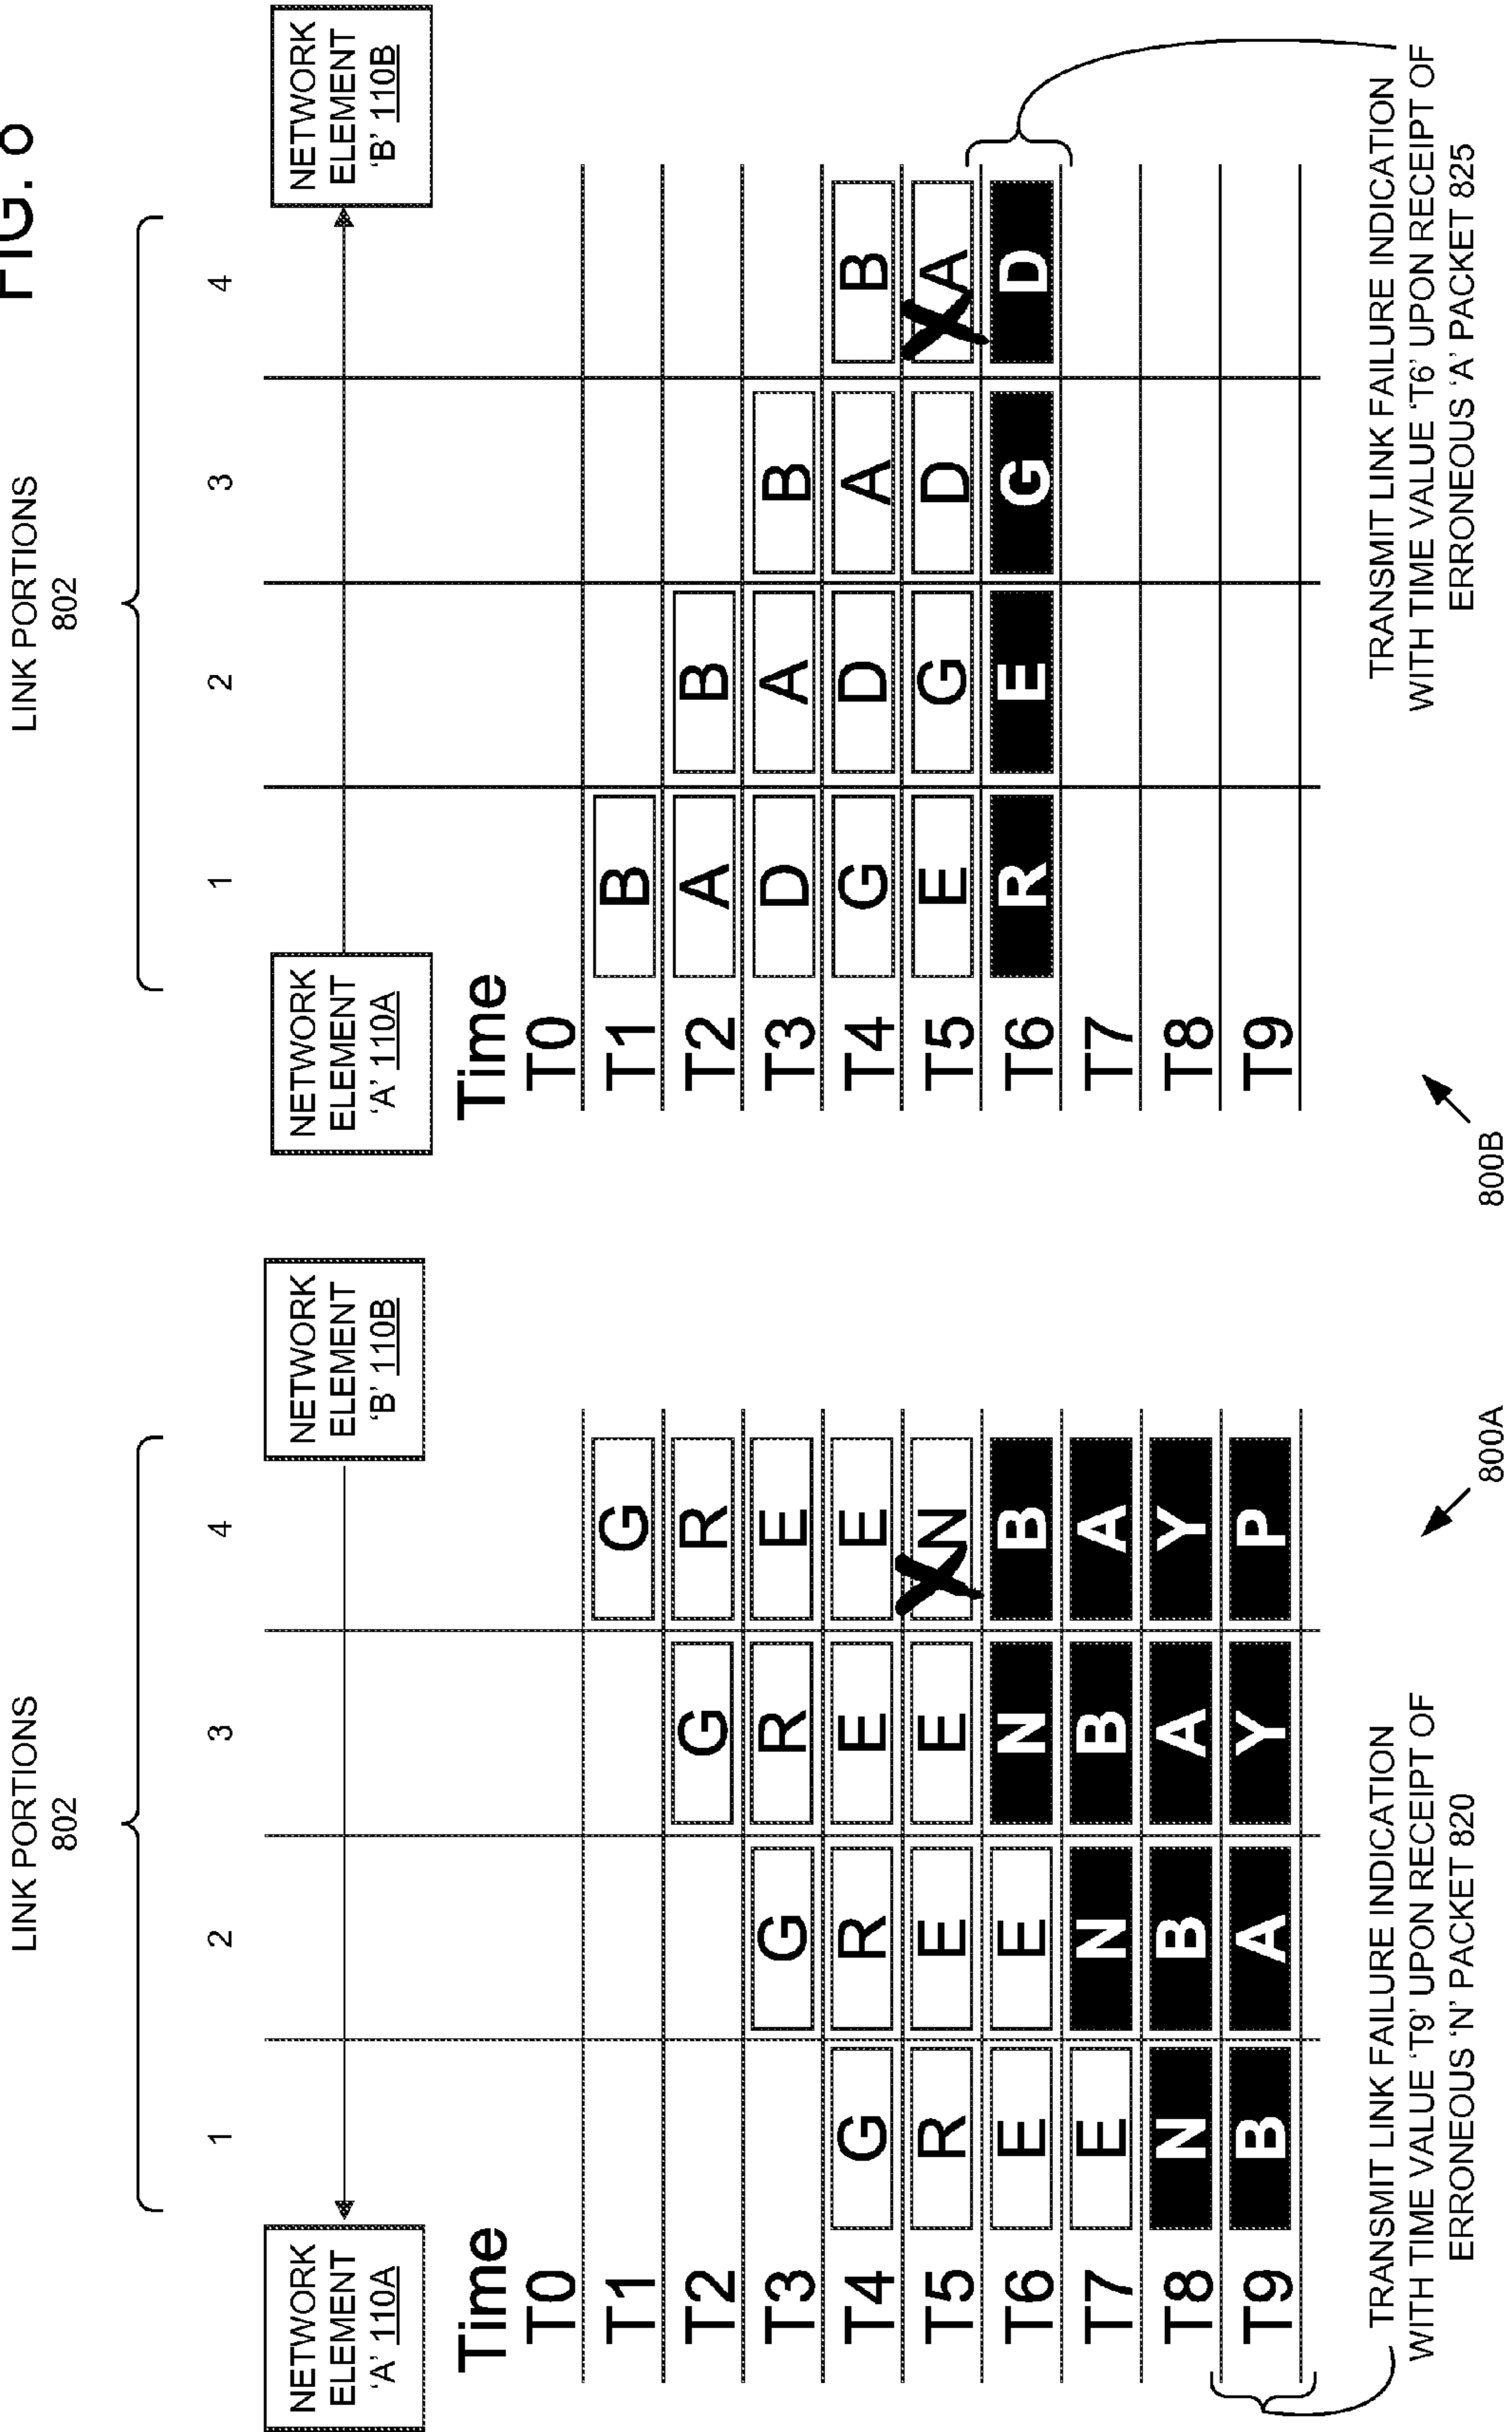 FIG. 8
LINK PORTIONS
802
1 2 3 4
NETWORK
ELEMENT
'A' 110A
NETWORK
ELEMENT
'B' 110B
Time
T0
T1 G
T2 G R
T3 G R E
T4 G R E E
T5 R E E N
T6 E E N B
T7 E N B A
T8 N B A Y
T9 B A Y P
TRANSMIT LINK FAILURE INDICATION
WITH TIME VALUE 'T9' UPON RECEIPT OF
ERRONEOUS 'N' PACKET 820
800A
LINK PORTIONS
802
1 2 3 4
NETWORK
ELEMENT
'A' 110A
NETWORK
ELEMENT
'B' 110B
Time
T0
T1 B
T2 A B
T3 D A B
T4 G D A B
T5 E G D A
T6 R E G D
T7
T8
T9
TRANSMIT LINK FAILURE INDICATION
WITH TIME VALUE 'T6' UPON RECEIPT OF
ERRONEOUS 'A' PACKET 825
800B